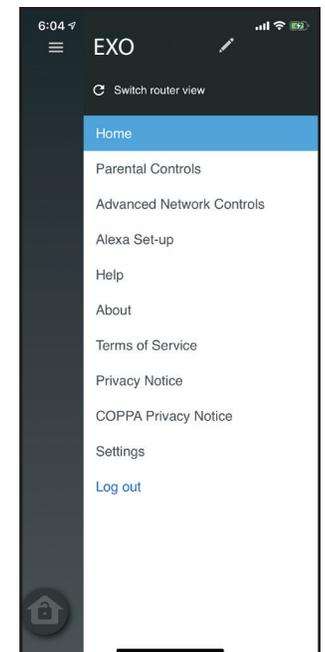 6:04
EXO
Switch router view
Home
Parental Controls
Advanced Network Controls
Alexa Set-up
Help
About
Terms of Service
Privacy Notice
COPPA Privacy Notice
Settings
Log out